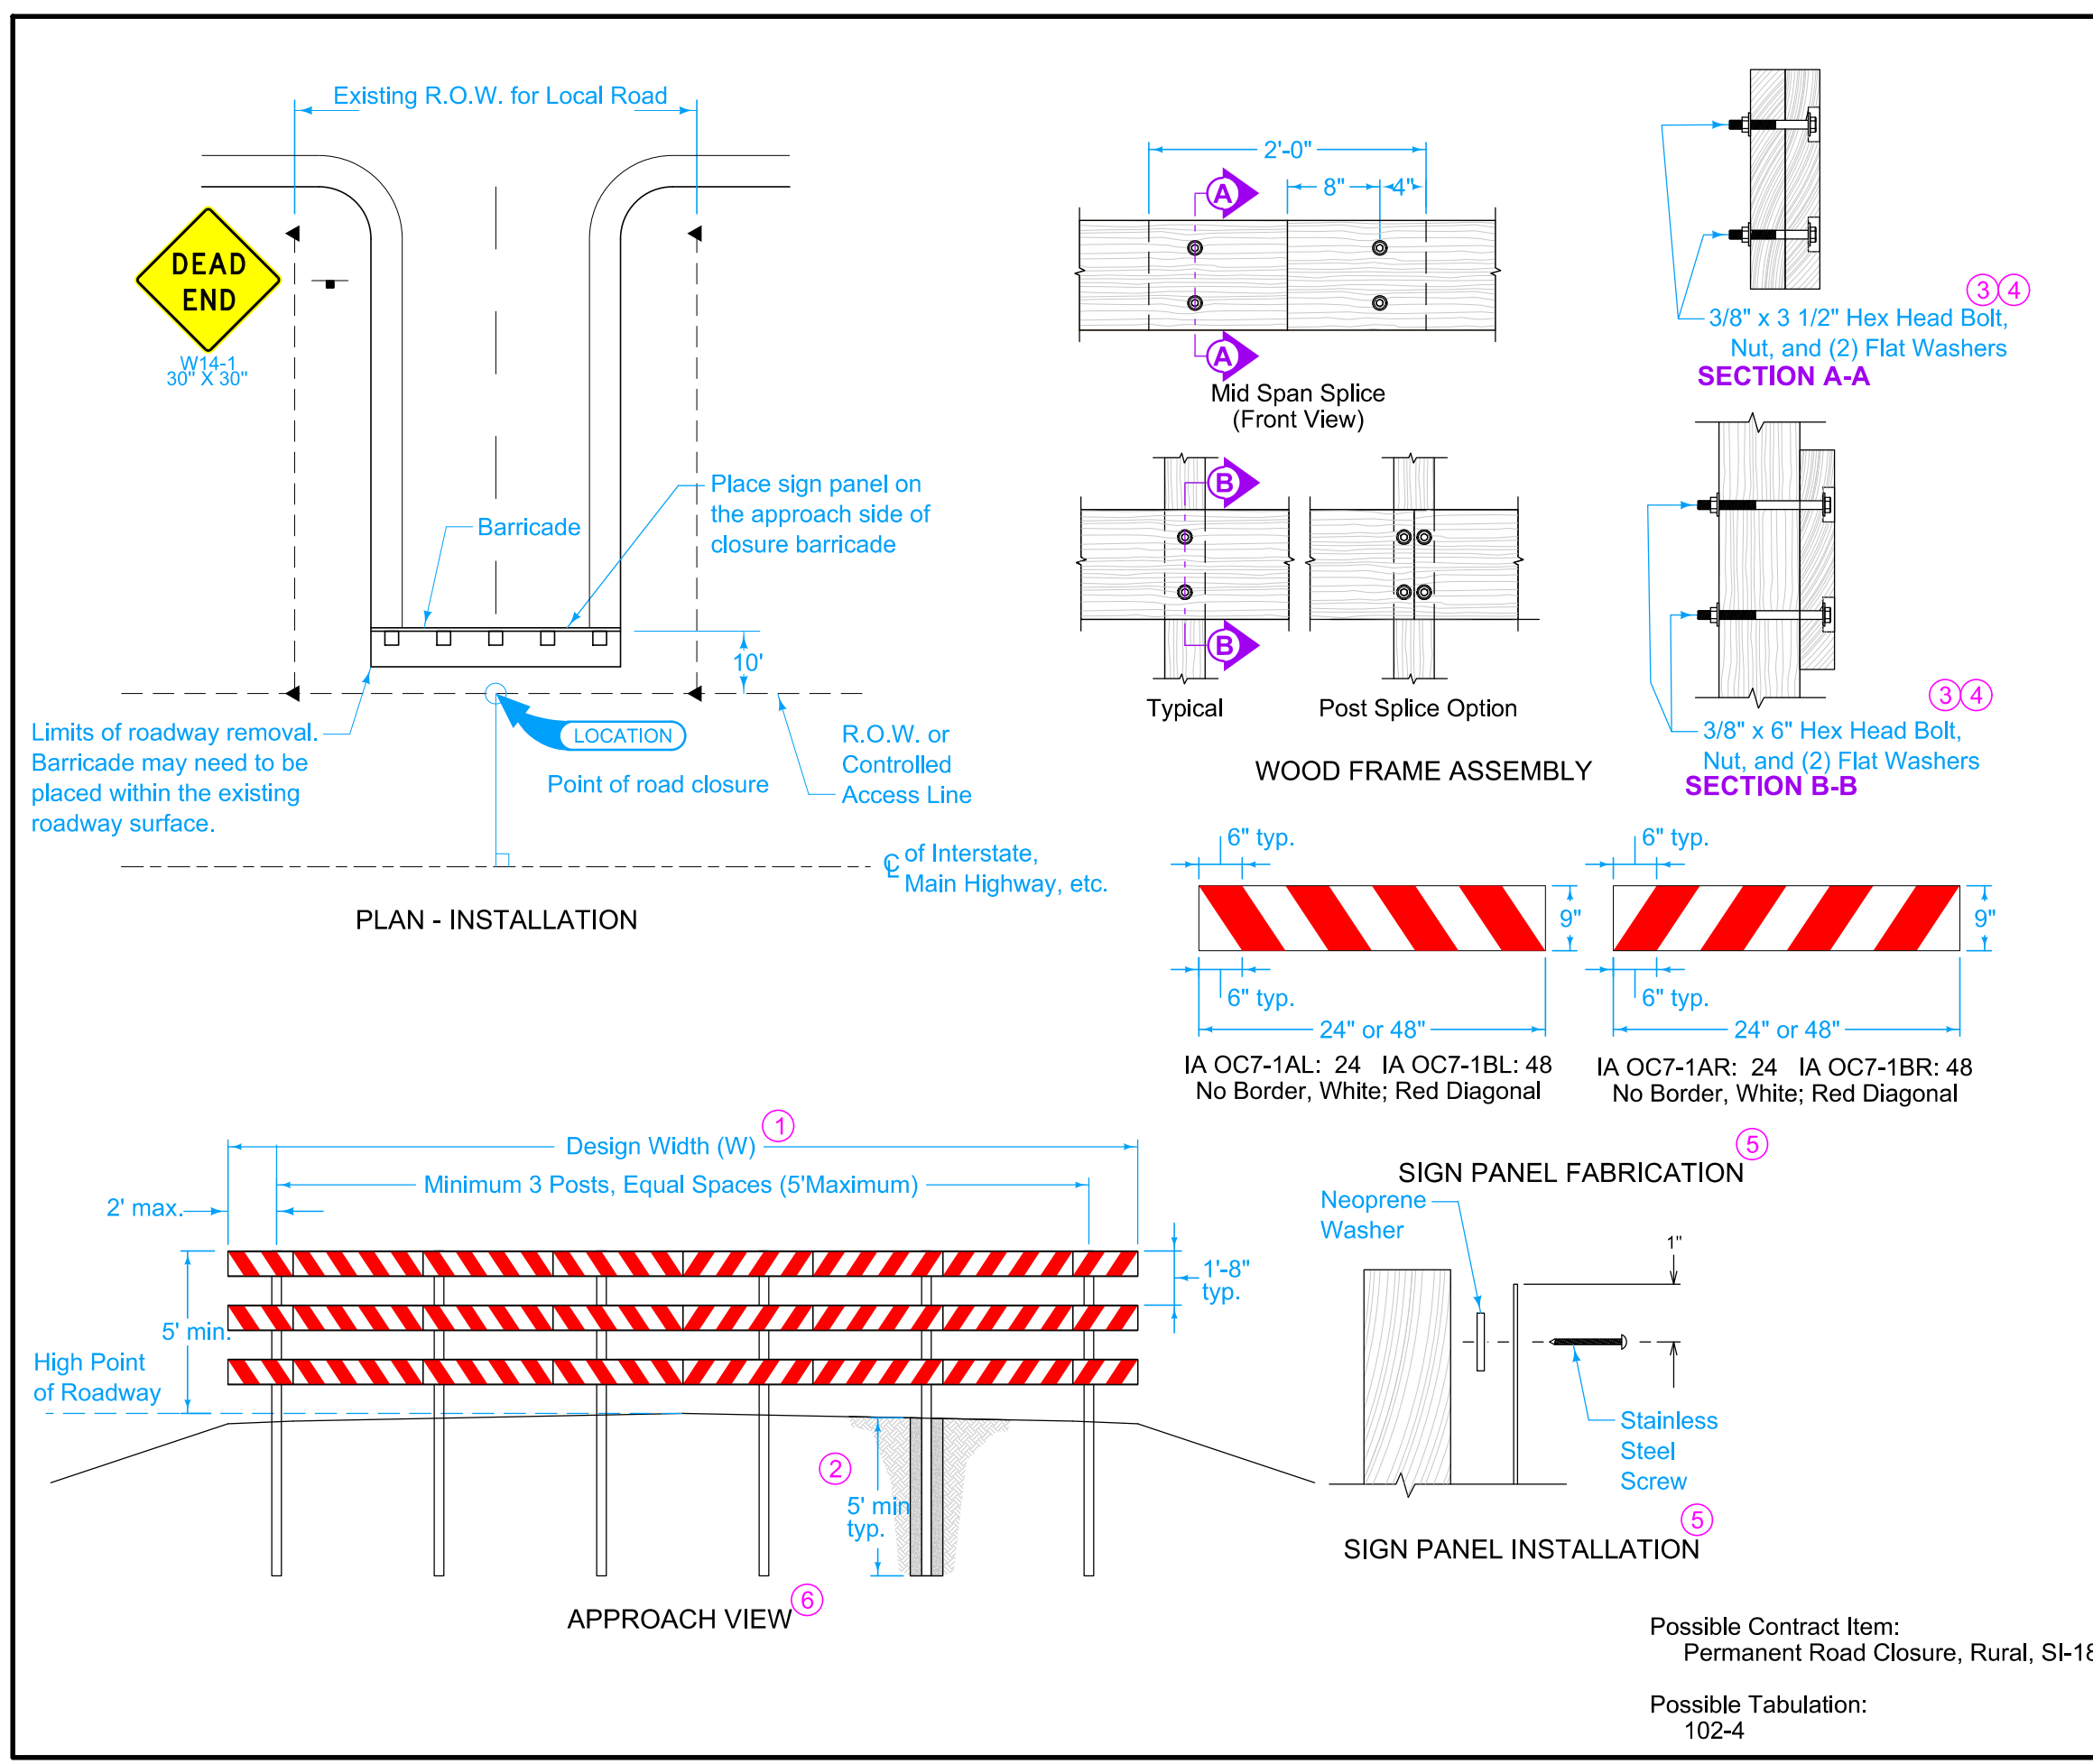 Existing R.O.W. for Local Road
DEAD
END
W14-1
30" X 30"
Barricade
Place sign panel on
the approach side of
closure barricade
10'
Limits of roadway removal.
Barricade may need to be
placed within the existing
roadway surface.
LOCATION
Point of road closure
R.O.W. or
Controlled
Access Line
℄ of Interstate,
Main Highway, etc.
PLAN - INSTALLATION
2'-0"
8"
4"
A
A
Mid Span Splice
(Front View)
B
B
Typical
Post Splice Option
WOOD FRAME ASSEMBLY
3 4
3/8" x 3 1/2" Hex Head Bolt,
Nut, and (2) Flat Washers
SECTION A-A
3 4
3/8" x 6" Hex Head Bolt,
Nut, and (2) Flat Washers
SECTION B-B
6" typ.
9"
6" typ.
24" or 48"
IA OC7-1AL: 24 IA OC7-1BL: 48
No Border, White; Red Diagonal
6" typ.
9"
6" typ.
24" or 48"
IA OC7-1AR: 24 IA OC7-1BR: 48
No Border, White; Red Diagonal
5
SIGN PANEL FABRICATION
Design Width (W) 1
Minimum 3 Posts, Equal Spaces (5'Maximum)
2' max.
1'-8"
typ.
5' min.
High Point
of Roadway
2
5' min
typ.
6
APPROACH VIEW
Neoprene
Washer
1"
Stainless
Steel
Screw
5
SIGN PANEL INSTALLATION
Possible Contract Item:
Permanent Road Closure, Rural, SI-18
Possible Tabulation:
102-4